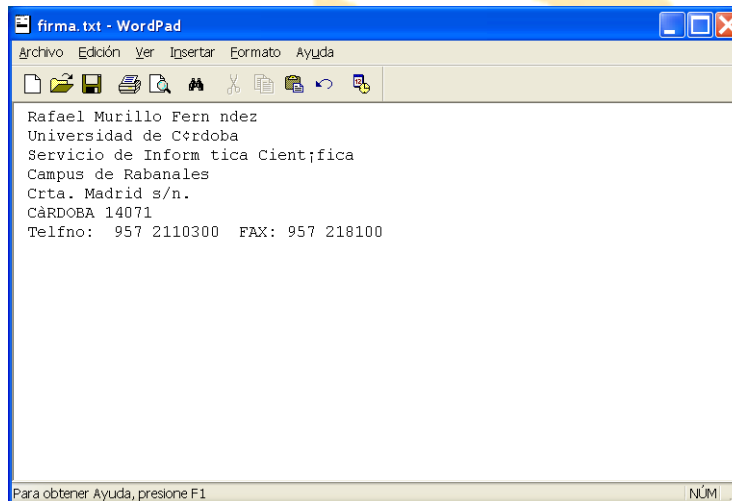 firma.txt - WordPad
Archivo Edición Ver Insertar Formato Ayuda
Rafael Murillo Fern ndez
Universidad de C¢rdoba
Servicio de Inform tica Cient¡fica
Campus de Rabanales
Crta. Madrid s/n.
CàRDOBA 14071
Telfno:  957 2110300  FAX: 957 218100
Para obtener Ayuda, presione F1
NÚM